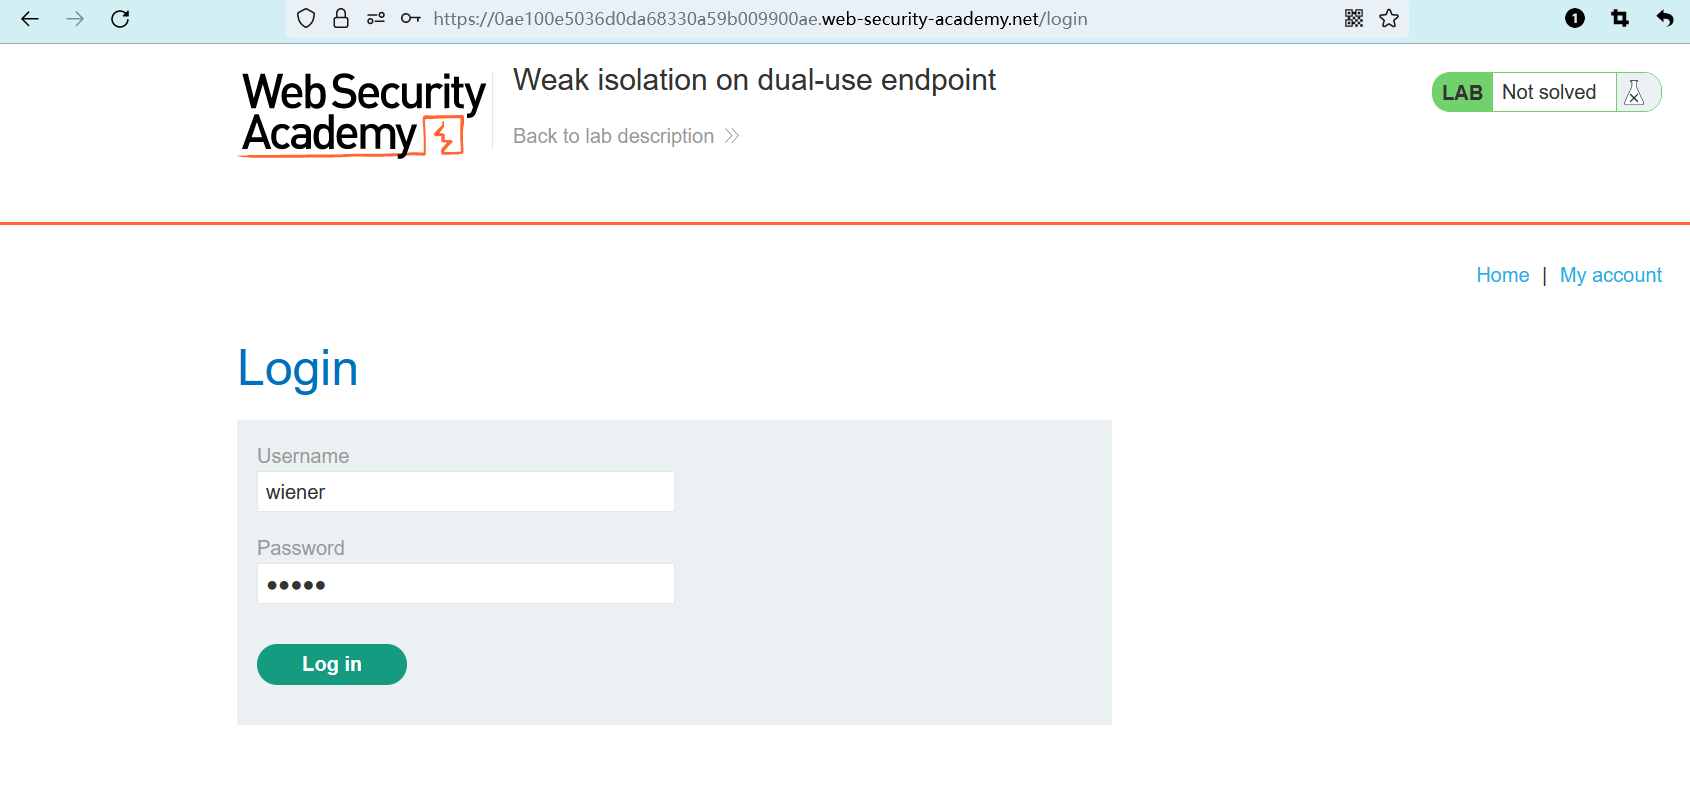 https://0ae100e5036d0da68330a59b009900ae.web-security-academy.net/login
1
Web Security
Academy
Weak isolation on dual-use endpoint
Back to lab description
LAB Not solved
Home | My account
Login
Username
wiener
Password
Log in